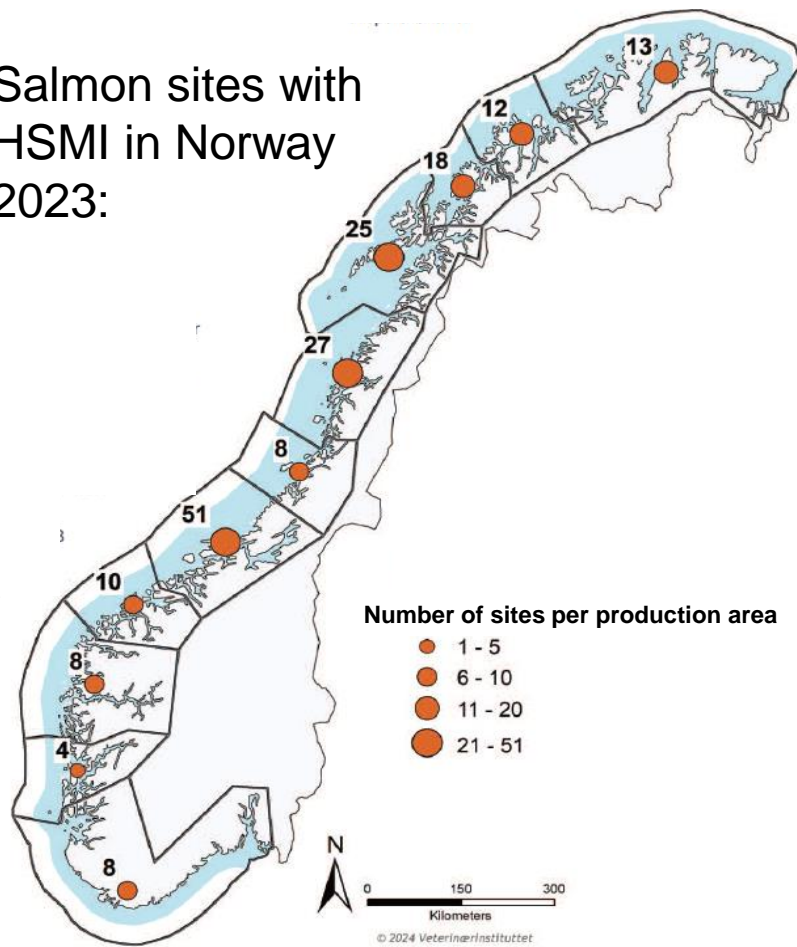 Salmon sites with
HSMI in Norway
2023:
13
12
18
25
27
8
51
10
8
4
8
Number of sites per production area
1 - 5
6 - 10
11 - 20
21 - 51
N
0 150 300
Kilometers
© 2024 Veterinærinstituttet